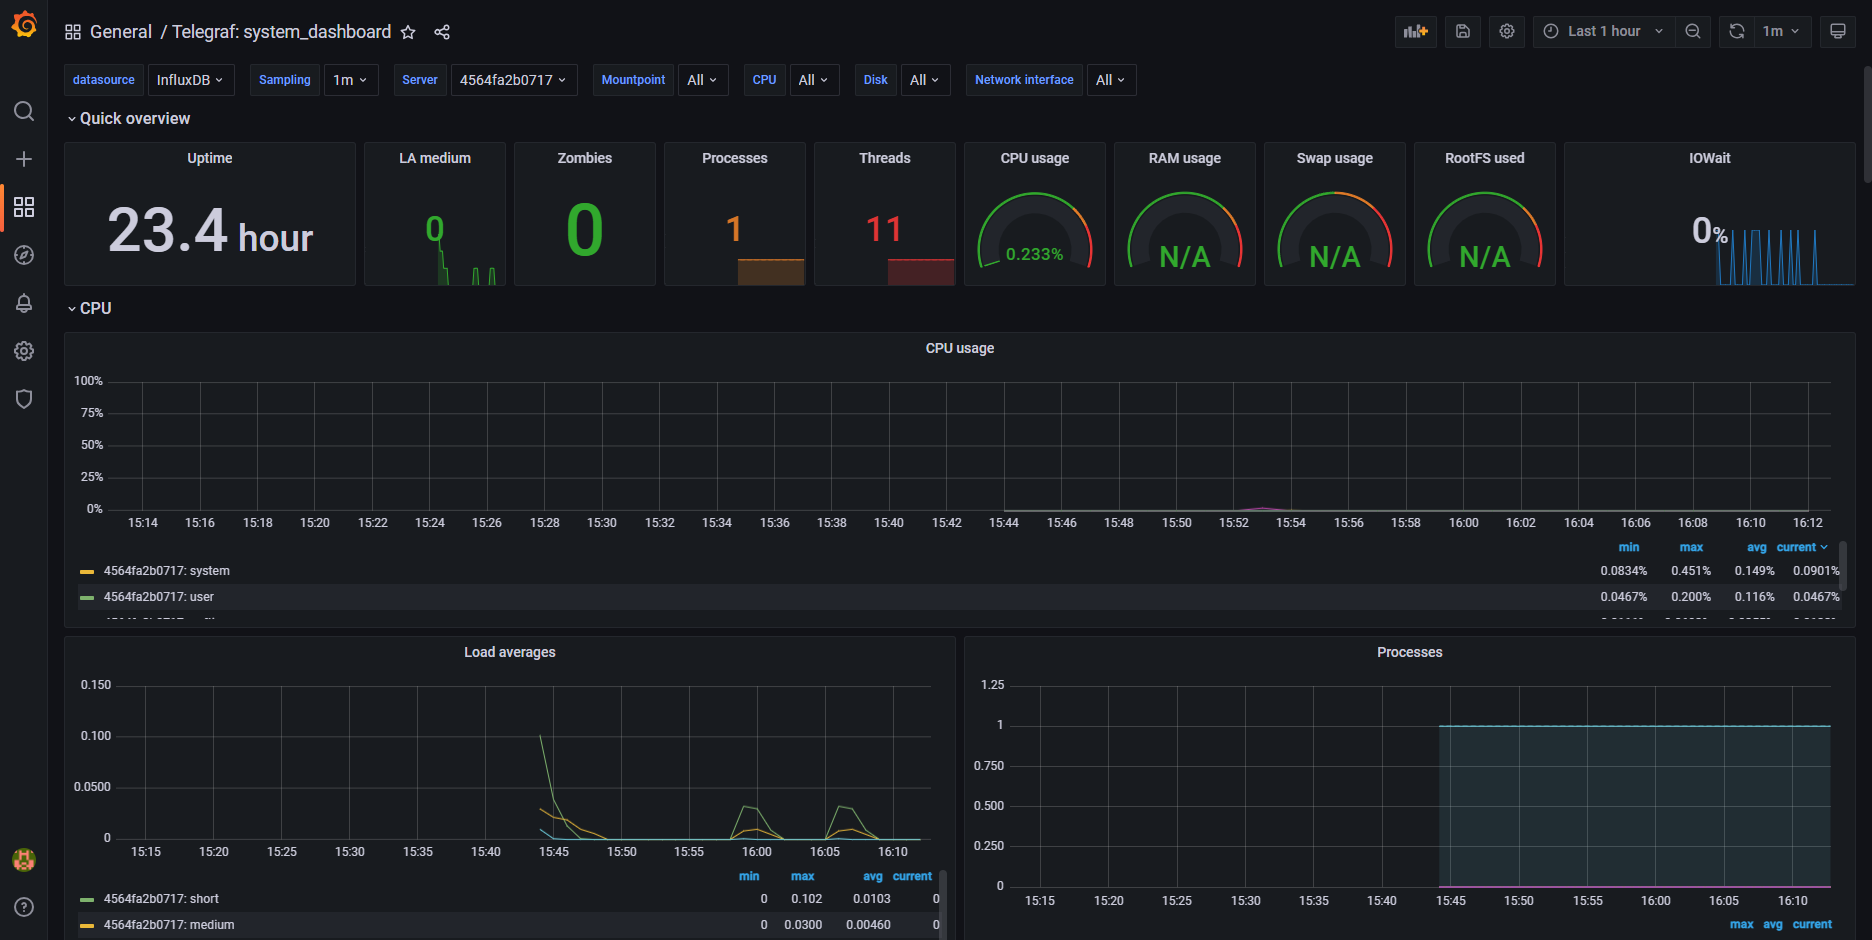 General / Telegraf: system_dashboard
Last 1 hour
1m
datasource InfluxDB Sampling 1m Server 4564fa2b0717 Mountpoint All CPU All Disk All Network interface All
Quick overview
Uptime
23.4 hour
LA medium
0
Zombies
0
Processes
1
Threads
11
CPU usage
0.233%
RAM usage
N/A
Swap usage
N/A
RootFS used
N/A
IOWait
0%
CPU
CPU usage
100%
75%
50%
25%
0%
15:14 15:16 15:18 15:20 15:22 15:24 15:26 15:28 15:30 15:32 15:34 15:36 15:38 15:40 15:42 15:44 15:46 15:48 15:50 15:52 15:54 15:56 15:58 16:00 16:02 16:04 16:06 16:08 16:10 16:12
min max avg current
4564fa2b0717: system 0.0834% 0.451% 0.149% 0.0901%
4564fa2b0717: user 0.0467% 0.200% 0.116% 0.0467%
Load averages
0.150
0.100
0.0500
0
15:15 15:20 15:25 15:30 15:35 15:40 15:45 15:50 15:55 16:00 16:05 16:10
min max avg current
4564fa2b0717: short 0 0.102 0.0103 0
4564fa2b0717: medium 0 0.0300 0.00460 0
Processes
1.25
1
0.750
0.500
0.250
0
15:15 15:20 15:25 15:30 15:35 15:40 15:45 15:50 15:55 16:00 16:05 16:10
max avg current